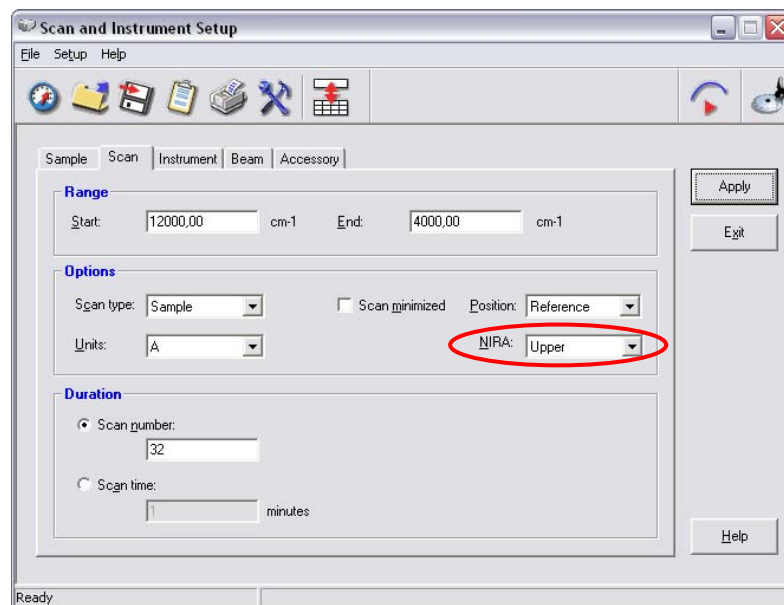 Scan and Instrument Setup
File Setup Help
Sample Scan Instrument Beam Accessory
Range
Start: 12000,00 cm-1 End: 4000,00 cm-1
Options
Scan type: Sample Scan minimized Position: Reference
Units: A NIRA: Upper
Duration
Scan number:
32
Scan time:
1 minutes
Apply
Exit
Help
Ready